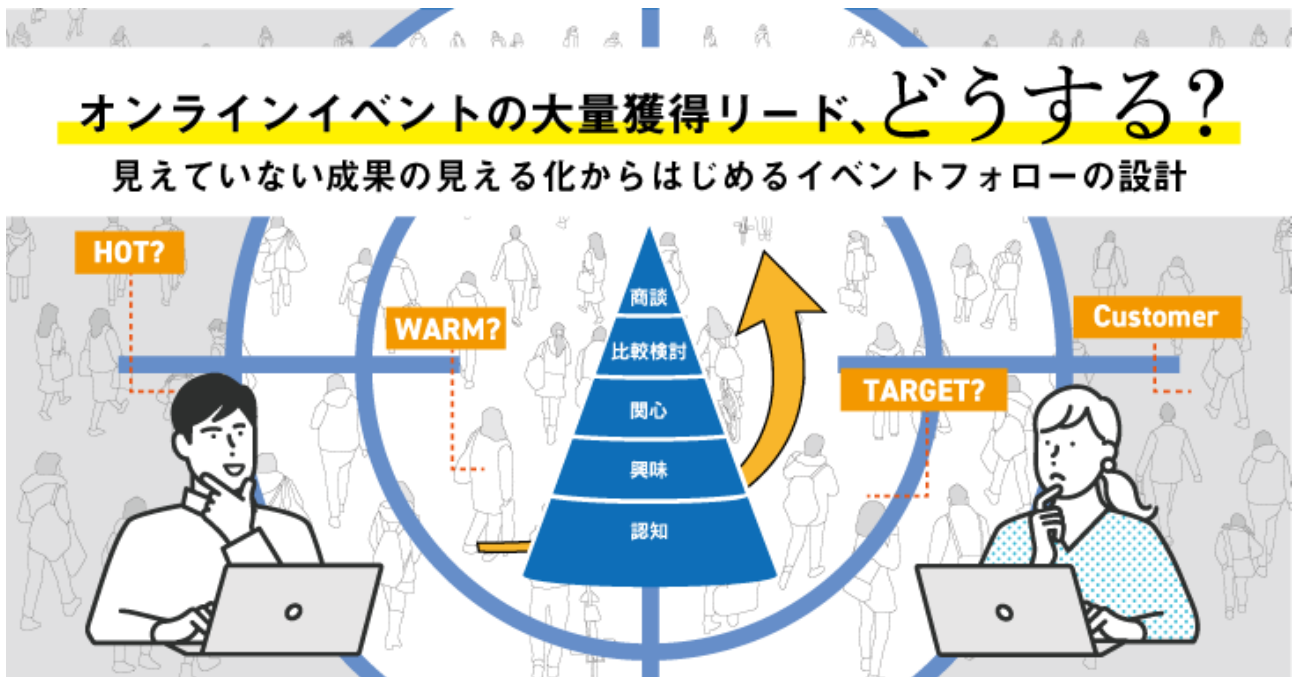 オンラインイベントの大量獲得リード、どうする?
見えていない成果の見える化からはじめるイベントフォローの設計
HOT?
WARM?
商談
比較検討
関心
興味
認知
TARGET?
Customer